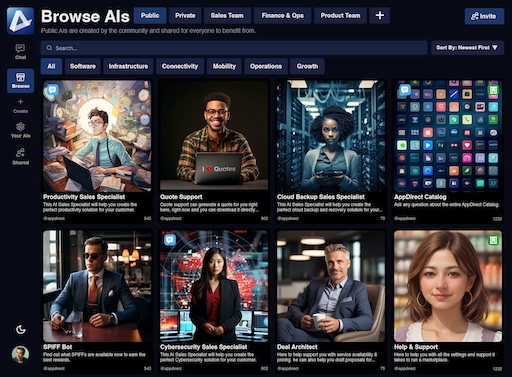 Browse AIs
Public
Private
Sales Team
Finance & Ops
Product Team
+
Invite
Public AIs are created by the community and shared for everyone to benefit from.
Search...
Sort By: Newest First ▼
All
Software
Infrastructure
Connectivity
Mobility
Operations
Growth
Chat
Browse
+
Create
Your AIs
Shared
I Quotes
Productivity Sales Specialist
This AI Sales Specialist will help you create the
perfect productivity solution for your customer.
@appdirect
543
Quote Support
Quote support can generate a quote for you right
here, right now and you can download it directly...
@appdirect
802
Cloud Backup Sales Specialist
This AI Sales Specialist will help you create the
perfect cloud backup and recovery solution for your...
@appdirect
75
AppDirect Catalog
Ask any question about the entire AppDirect Catalog.
@appdirect
1232
SPIFF Bot
Find out what SPIFFs are available now to earn the
best rewards.
@appdirect
543
Cybersecurity Sales Specialist
This AI Sales Specialist will help you create the
perfect Cybersecurity Solution for your customer.
@appdirect
802
Deal Architect
Here to help support you with service availability &
pricing. he can also help you draft proposals for...
@appdirect
75
Help & Support
Here to help you with all the settings and support it
takes to run a marketplace.
@appdirect
1232